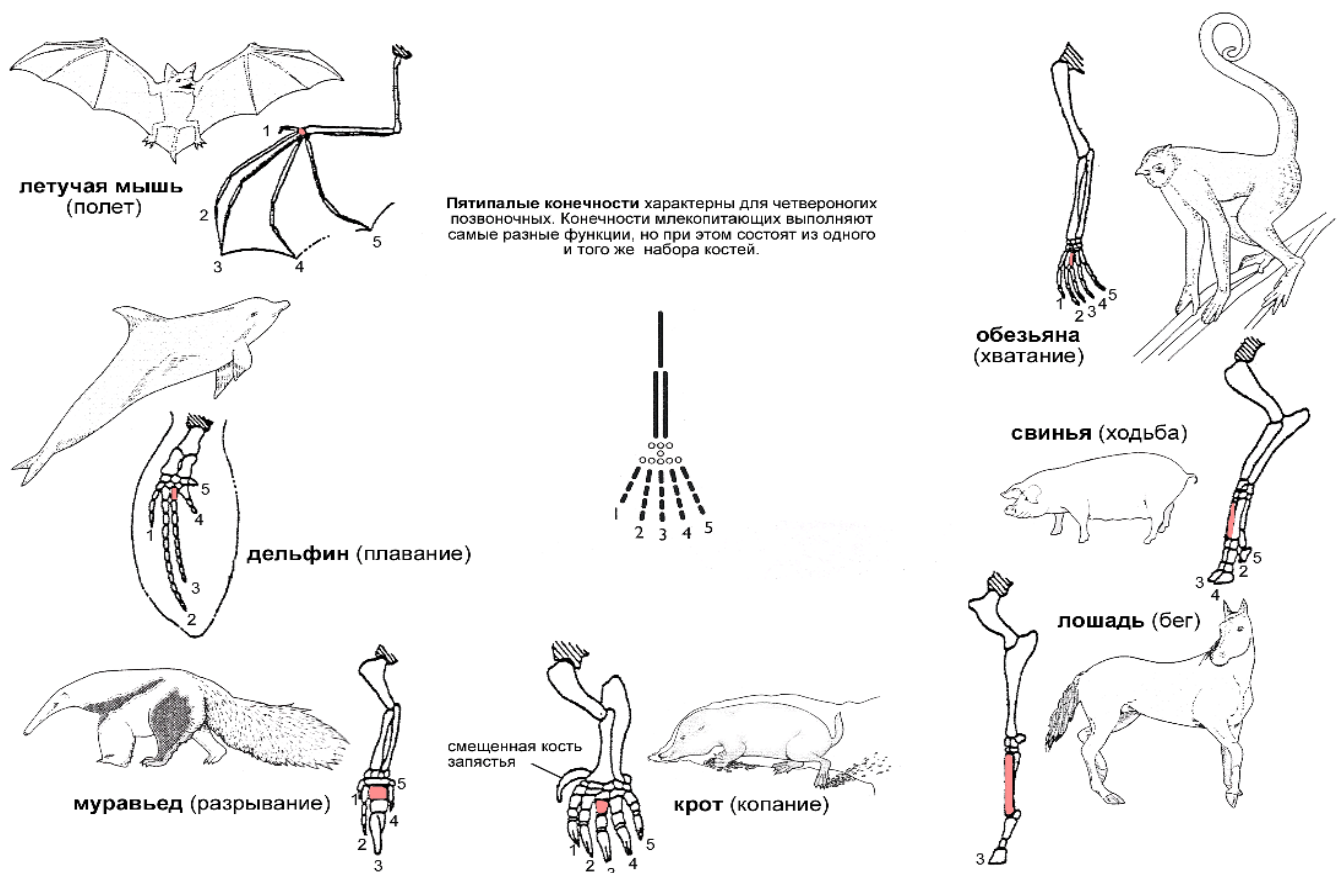 летучая мышь
(полет)
1
2
3
4
5
Пятипалые конечности характерны для четвероногих
позвоночных. Конечности млекопитающих выполняют
самые разные функции, но при этом состоят из одного
и того же набора костей.
1
2
3
4
5
обезьяна
(хватание)
1
2
3
4
5
дельфин (плавание)
1
2
3
4
5
свинья (ходьба)
3
4
2
5
лошадь (бег)
3
муравьед (разрывание)
1
2
3
4
5
смещенная кость
запястья
крот (копание)
1
2
3
4
5